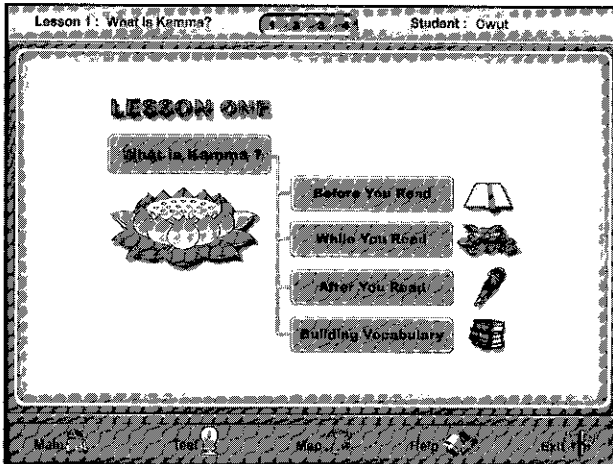 Lesson 1 : What Is Kamma? 1 2 3 4 Student : Owut
LESSON ONE
What is Kamma ?
Before You Read
While You Read
After You Read
Building Vocabulary
Main Test Map Help Exit